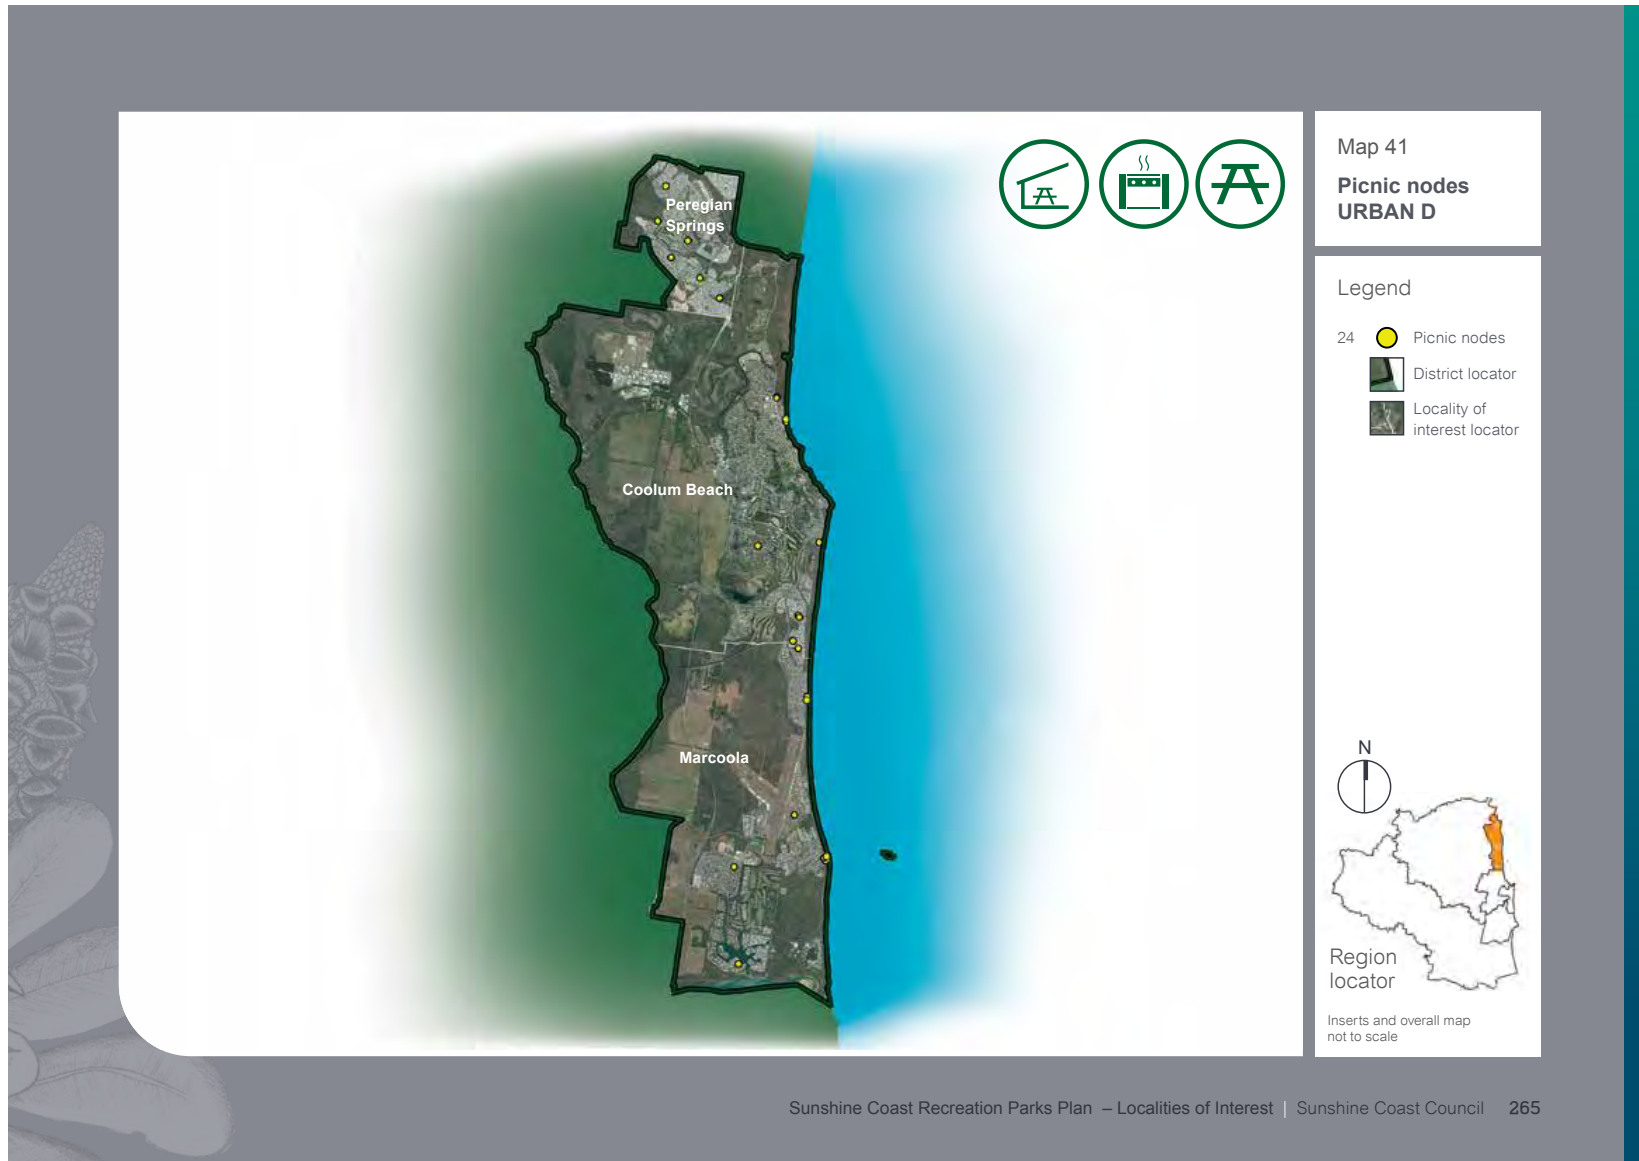 Map 41
Picnic nodes
URBAN D
Legend
24 Picnic nodes
District locator
Locality of
interest locator
Peregian
Springs
Coolum Beach
Marcoola
N
Region
locator
Inserts and overall map
not to scale
Sunshine Coast Recreation Parks Plan – Localities of Interest | Sunshine Coast Council 265